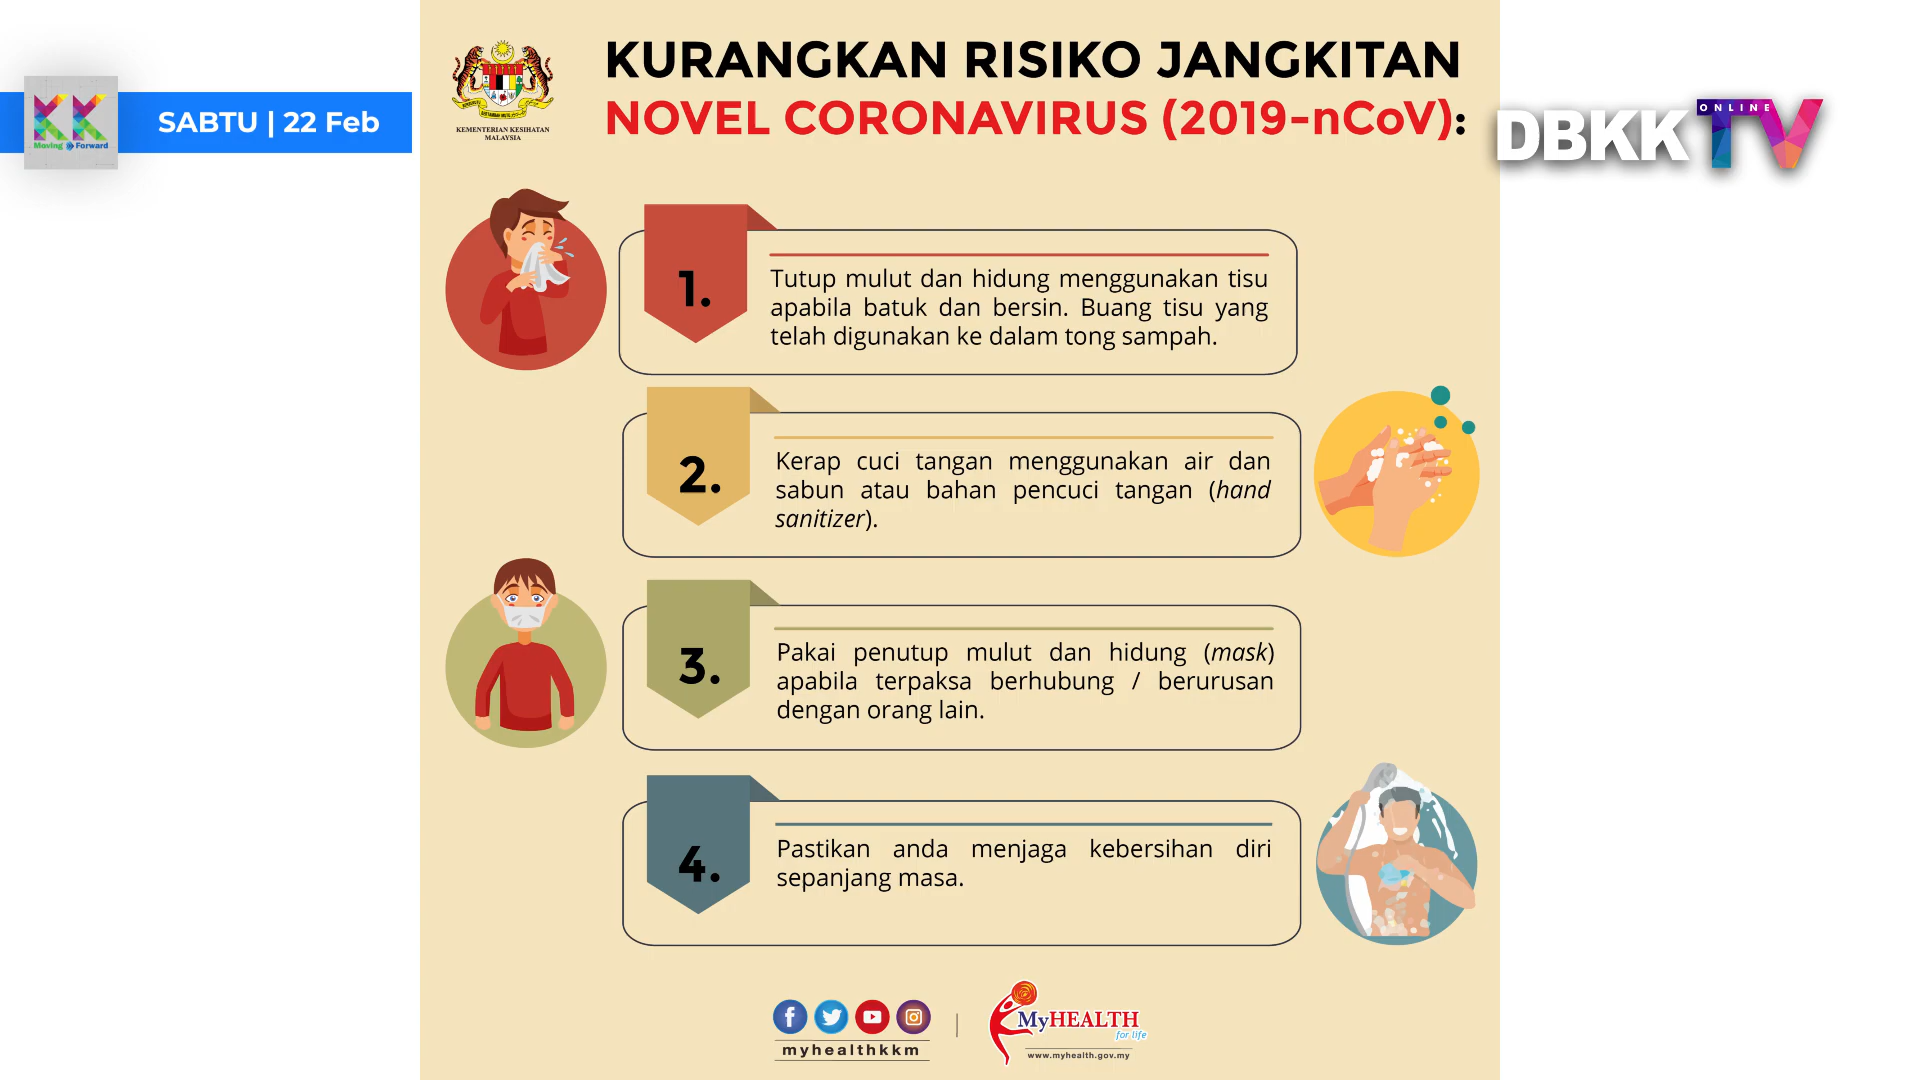 KURANGKAN RISIKO JANGKITAN
NOVEL CORONAVIRUS (2019-nCoV):
KEMENTERIAN KESIHATAN
MALAYSIA
KK
Moving Forward
SABTU | 22 Feb
DBKK TV
ONLINE
1.
Tutup mulut dan hidung menggunakan tisu
apabila batuk dan bersin. Buang tisu yang
telah digunakan ke dalam tong sampah.
2.
Kerap cuci tangan menggunakan air dan
sabun atau bahan pencuci tangan (hand
sanitizer).
3.
Pakai penutup mulut dan hidung (mask)
apabila terpaksa berhubung / berurusan
dengan orang lain.
4.
Pastikan anda menjaga kebersihan diri
sepanjang masa.
myhealthkkm
MyHEALTH
for life
www.myhealth.gov.my